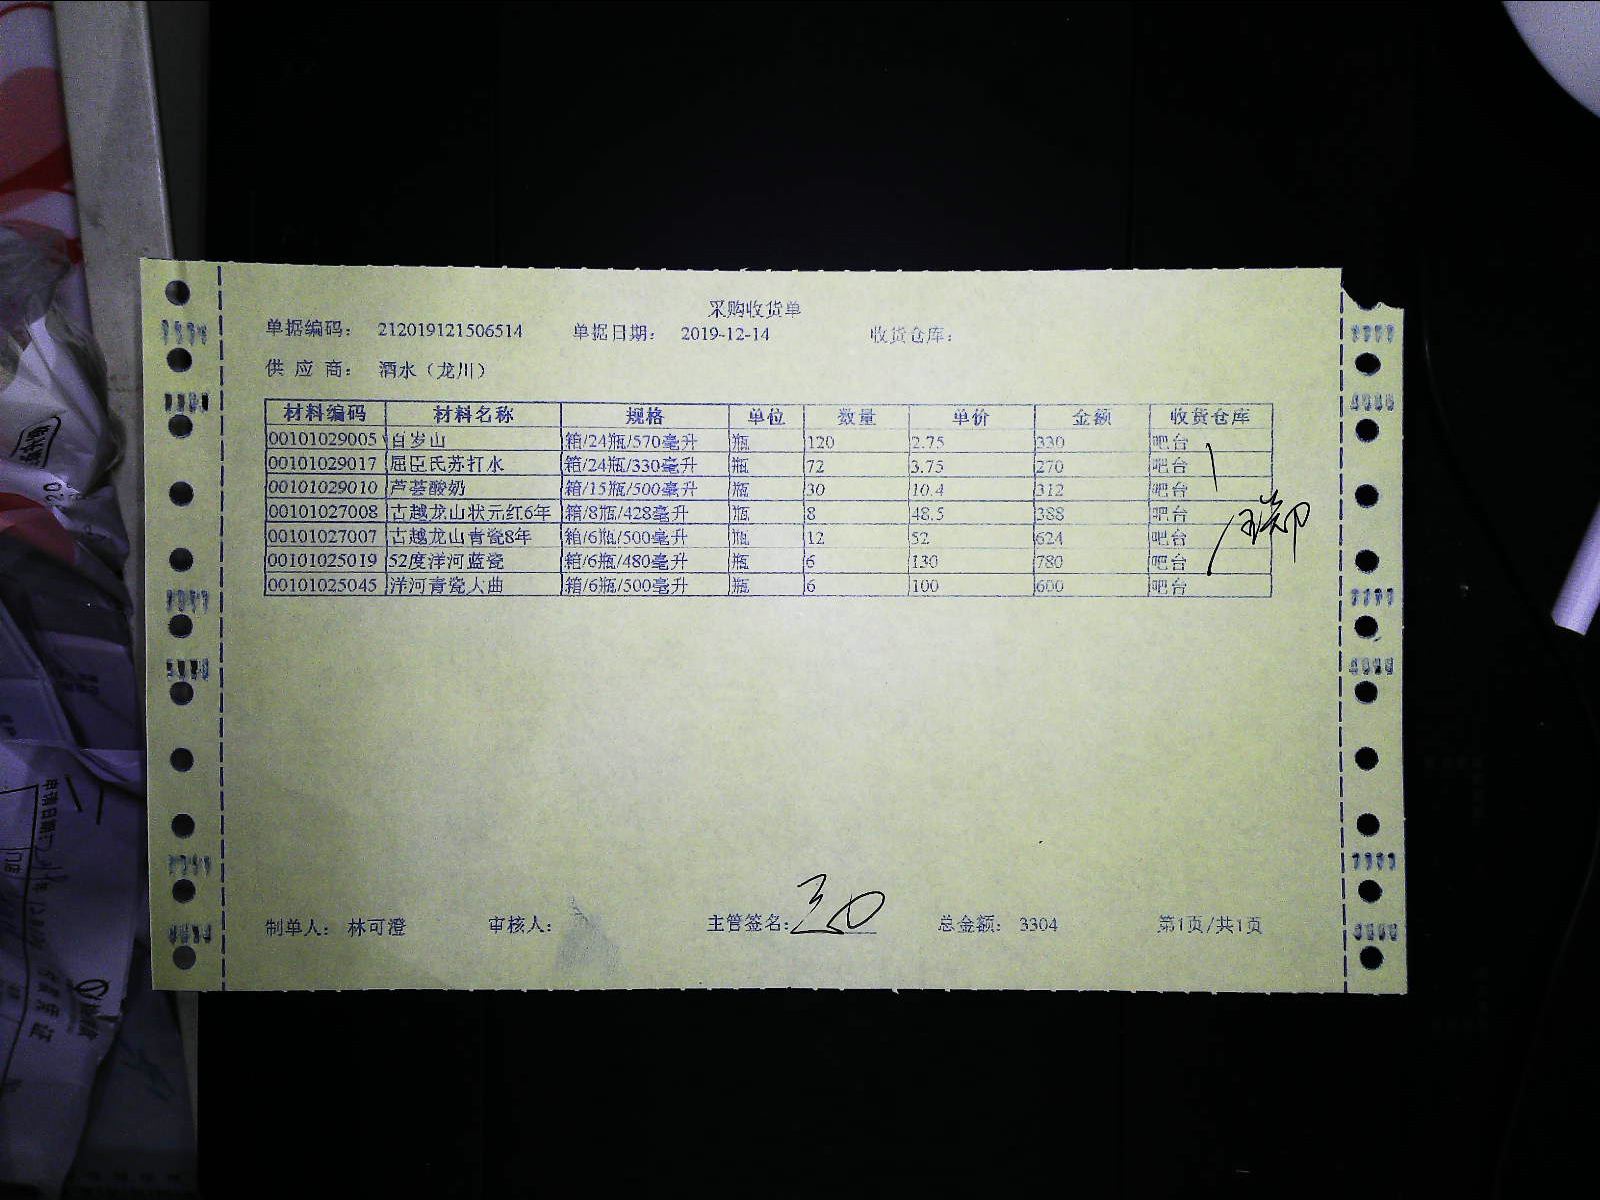 采购收货单
单据编码： 212019121506514 单据日期： 2019-12-14 收货仓库：
供 应 商： 酒水（龙川）
材料编码 材料名称 规格 单位 数量 单价 金额 收货仓库
00101029005 百岁山 箱/24瓶/570毫升 瓶 120 2.75 330 吧台
00101029017 屈臣氏苏打水 箱/24瓶/330毫升 瓶 72 3.75 270 吧台
00101029010 芦荟酸奶 箱/15瓶/500毫升 瓶 30 10.4 312 吧台
00101027008 古越龙山状元红6年 箱/8瓶/428毫升 瓶 8 48.5 388 吧台
00101027007 古越龙山青瓷8年 箱/6瓶/500毫升 瓶 12 52 624 吧台
00101025019 52度洋河蓝瓷 箱/6瓶/480毫升 瓶 6 130 780 吧台
00101025045 洋河青瓷大曲 箱/6瓶/500毫升 瓶 6 100 600 吧台
制单人： 林可澄 审核人： 主管签名： 总金额： 3304 第1页/共1页